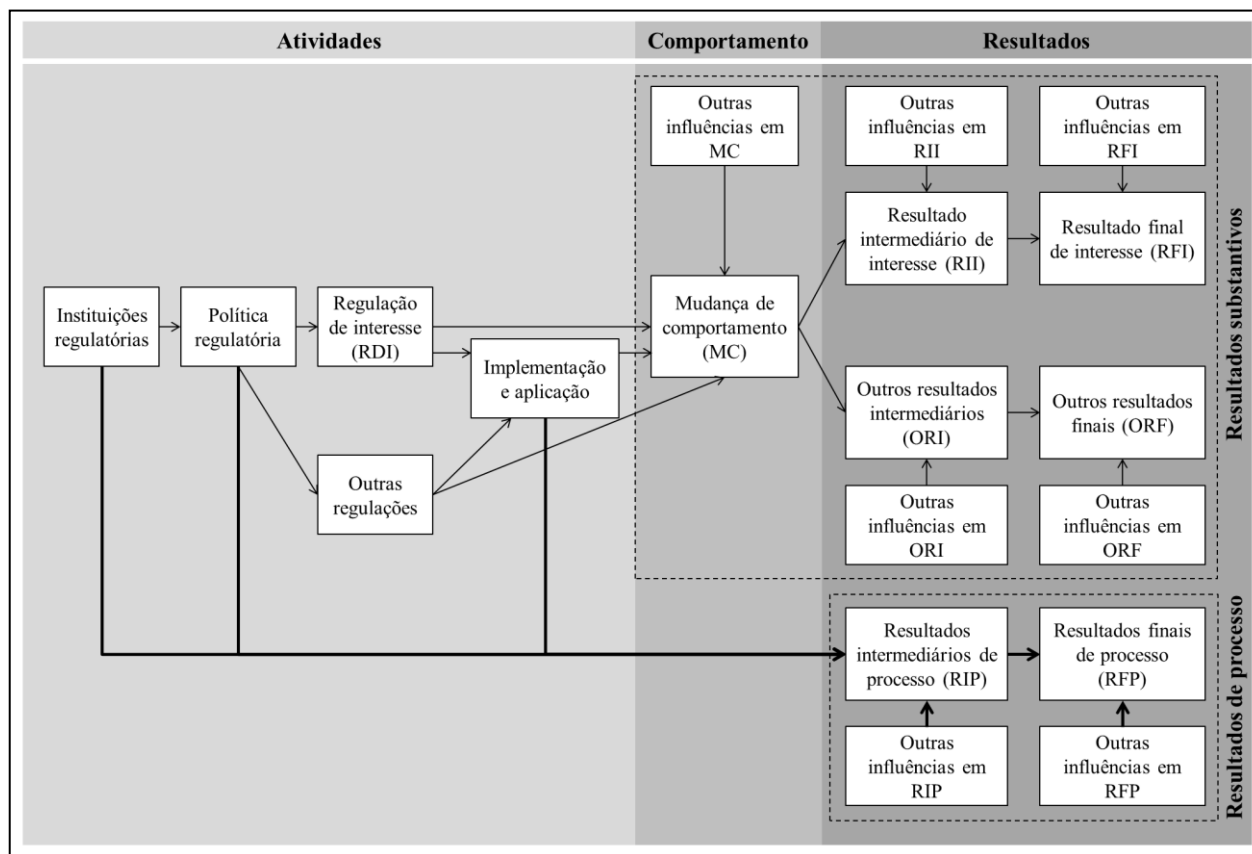 Atividades
Comportamento
Resultados
Outras
influências em
MC
Outras
influências em
RII
Outras
influências em
RFI
Resultado
intermediário de
interesse (RII)
Resultado final
de interesse (RFI)
Instituições
regulatórias
Política
regulatória
Regulação
de interesse
(RDI)
Implementação
e aplicação
Mudança de
comportamento
(MC)
Outros resultados
intermediários
(ORI)
Outros resultados
finais (ORF)
Outras
regulações
Outras
influências em
ORI
Outras
influências em
ORF
Resultados substantivos
Resultados
intermediários de
processo (RIP)
Resultados finais
de processo
(RFP)
Outras
influências em
RIP
Outras
influências em
RFP
Resultados de processo